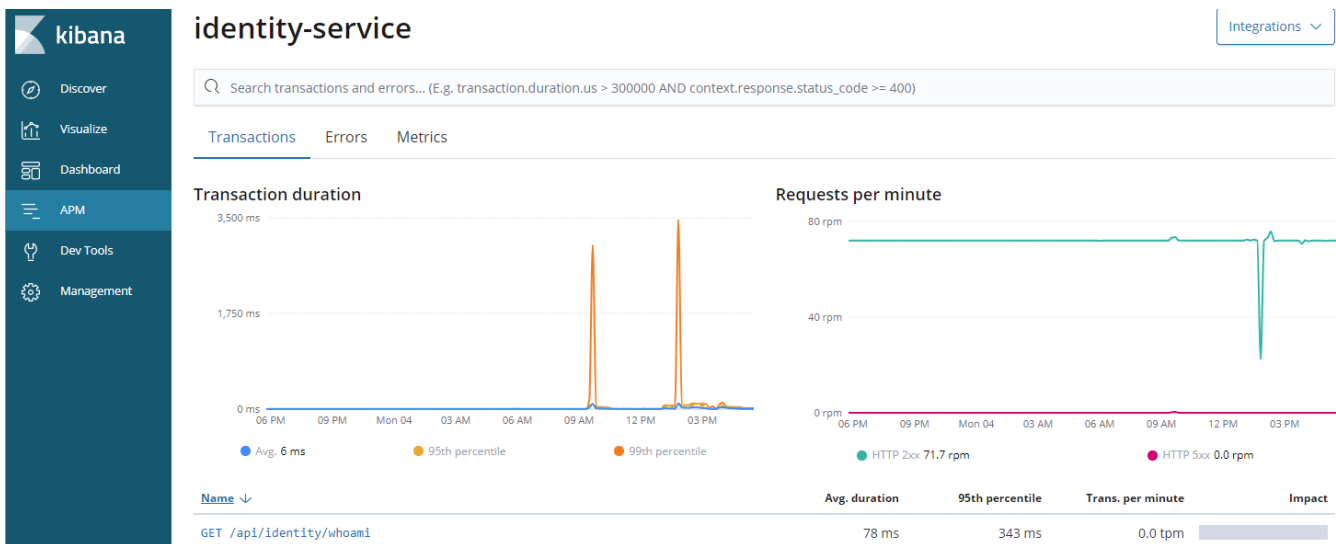 kibana
Discover
Visualize
Dashboard
APM
Dev Tools
Management
identity-service
Integrations
Search transactions and errors... (E.g. transaction.duration.us > 300000 AND context.response.status_code >= 400)
Transactions Errors Metrics
Transaction duration
3,500 ms
1,750 ms
0 ms
06 PM 09 PM Mon 04 03 AM 06 AM 09 AM 12 PM 03 PM
Avg. 6 ms 95th percentile 99th percentile
Requests per minute
80 rpm
40 rpm
0 rpm
06 PM 09 PM Mon 04 03 AM 06 AM 09 AM 12 PM 03 PM
HTTP 2xx 71.7 rpm HTTP 5xx 0.0 rpm
Name Avg. duration 95th percentile Trans. per minute Impact
GET /api/identity/whoami 78 ms 343 ms 0.0 tpm